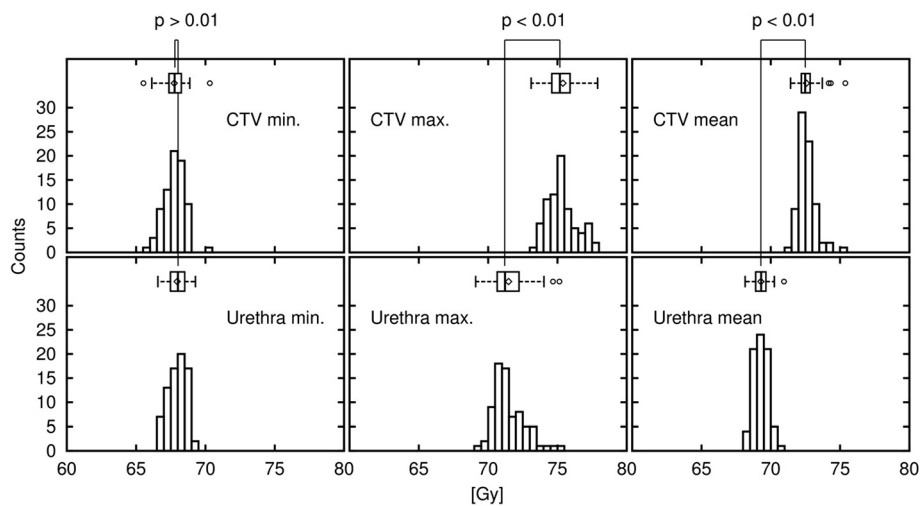 p > 0.01 p < 0.01 p < 0.01
30 CTV min. CTV max. CTV mean
25
20
15
10
5
0
Counts
30 Urethra min. Urethra max. Urethra mean
25
20
15
10
5
0
60 65 70 75 80 65 70 75 80 65 70 75 80
[Gy]